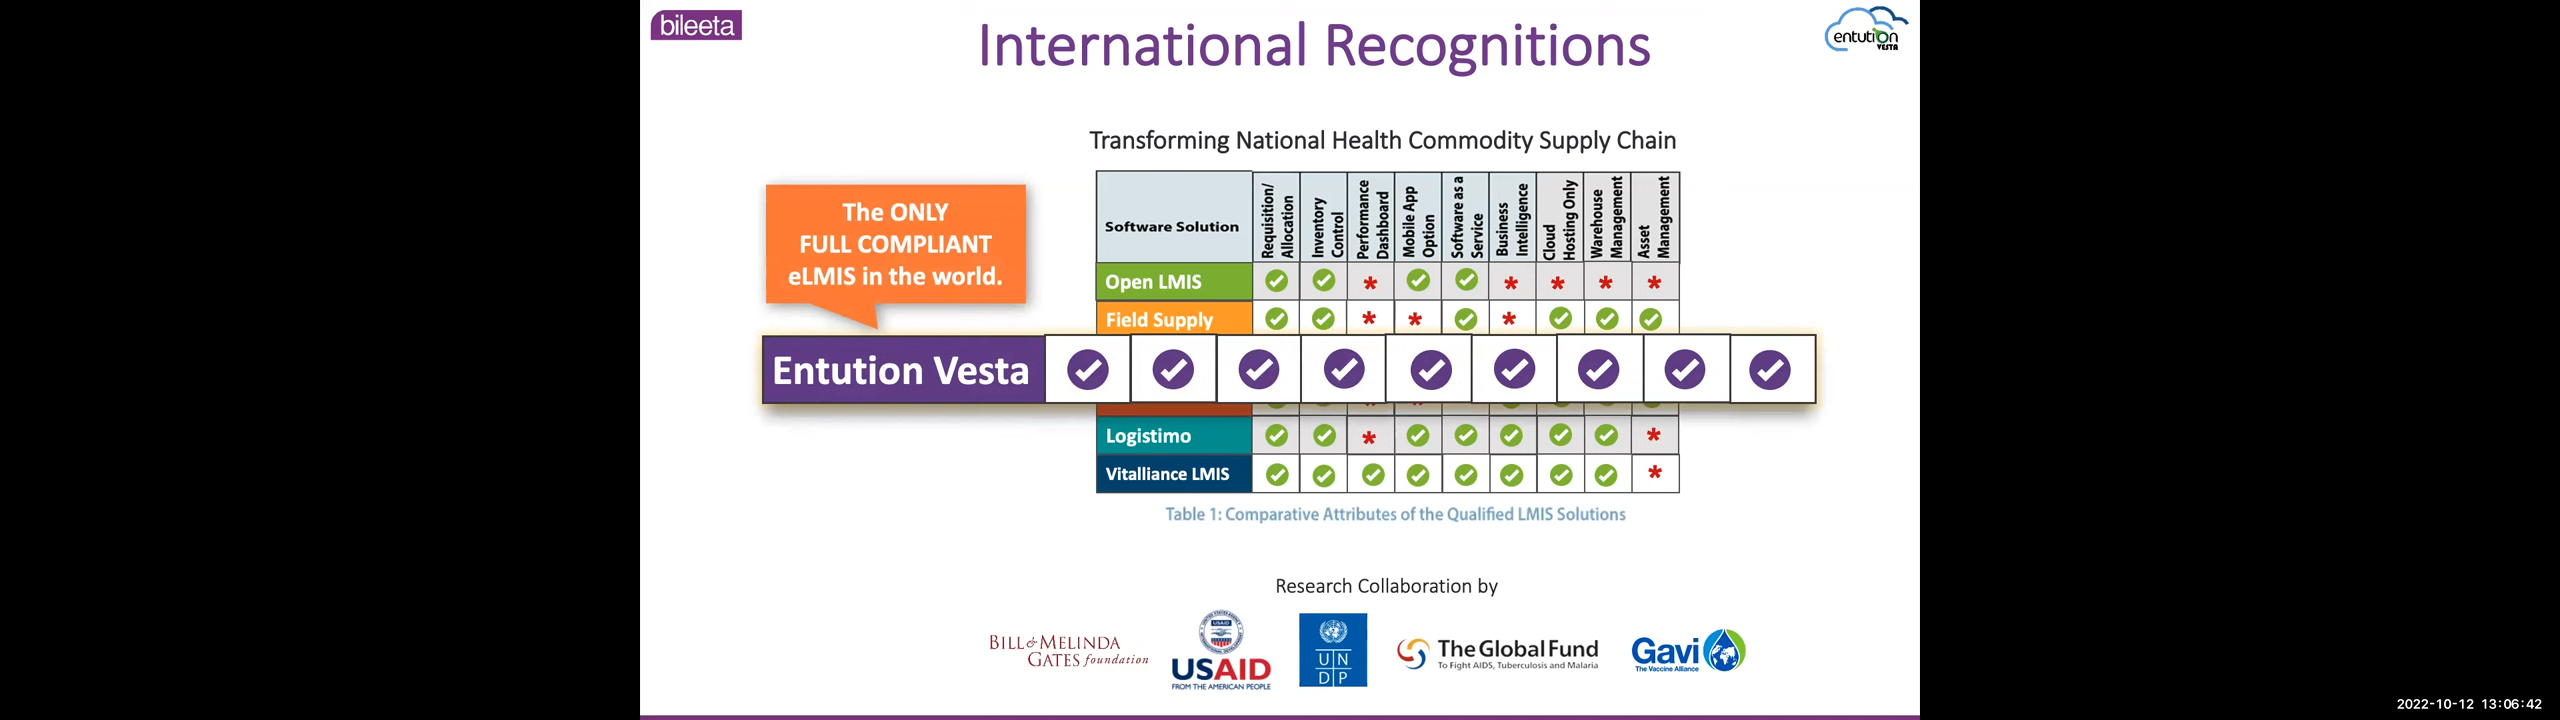 bileeta
International Recognitions
entution
VESTA
Transforming National Health Commodity Supply Chain
The ONLY
FULL COMPLIANT
eLMIS in the world.
Software Solution
Requisition/
Allocation
Inventory
Control
Performance
Dashboard
Mobile App
Option
Software as a
Service
Business
Intelligence
Cloud
Hosting Only
Warehouse
Management
Asset
Management
Open LMIS
* * * * *
Field Supply
* * *
Entution Vesta
Logistimo
* *
Vitalliance LMIS
*
Table 1: Comparative Attributes of the Qualified LMIS Solutions
Research Collaboration by
BILL & MELINDA
GATES foundation
USAID
USAID
FROM THE AMERICAN PEOPLE
U N
D P
The Global Fund
To Fight AIDS, Tuberculosis and Malaria
Gavi
The Vaccine Alliance
2022-10-12 13:06:42